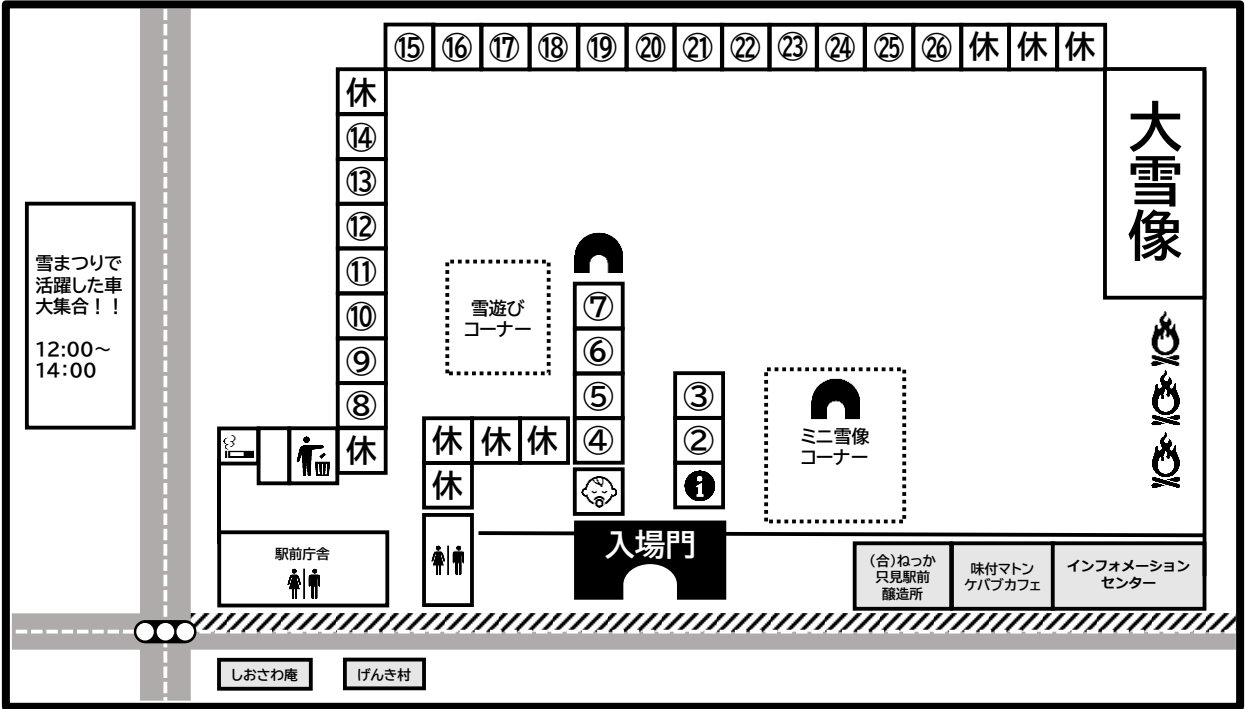 ⑮ ⑯ ⑰ ⑱ ⑲ ⑳ ㉑ ㉒ ㉓ ㉔ ㉕ ㉖ 休 休 休
休
⑭
⑬
⑫
⑪
⑩
⑨
⑧
休
大雪像
雪まつりで
活躍した車
大集合!!
12:00~
14:00
雪遊び
コーナー
⑦
⑥
⑤
④
③
②
i
ミニ雪像
コーナー
休 休 休
休
入場門
駅前庁舎
(合)ねっか
只見駅前
醸造所
味付マトン
ケバブカフェ
インフォメーション
センター
しおさわ庵
げんき村